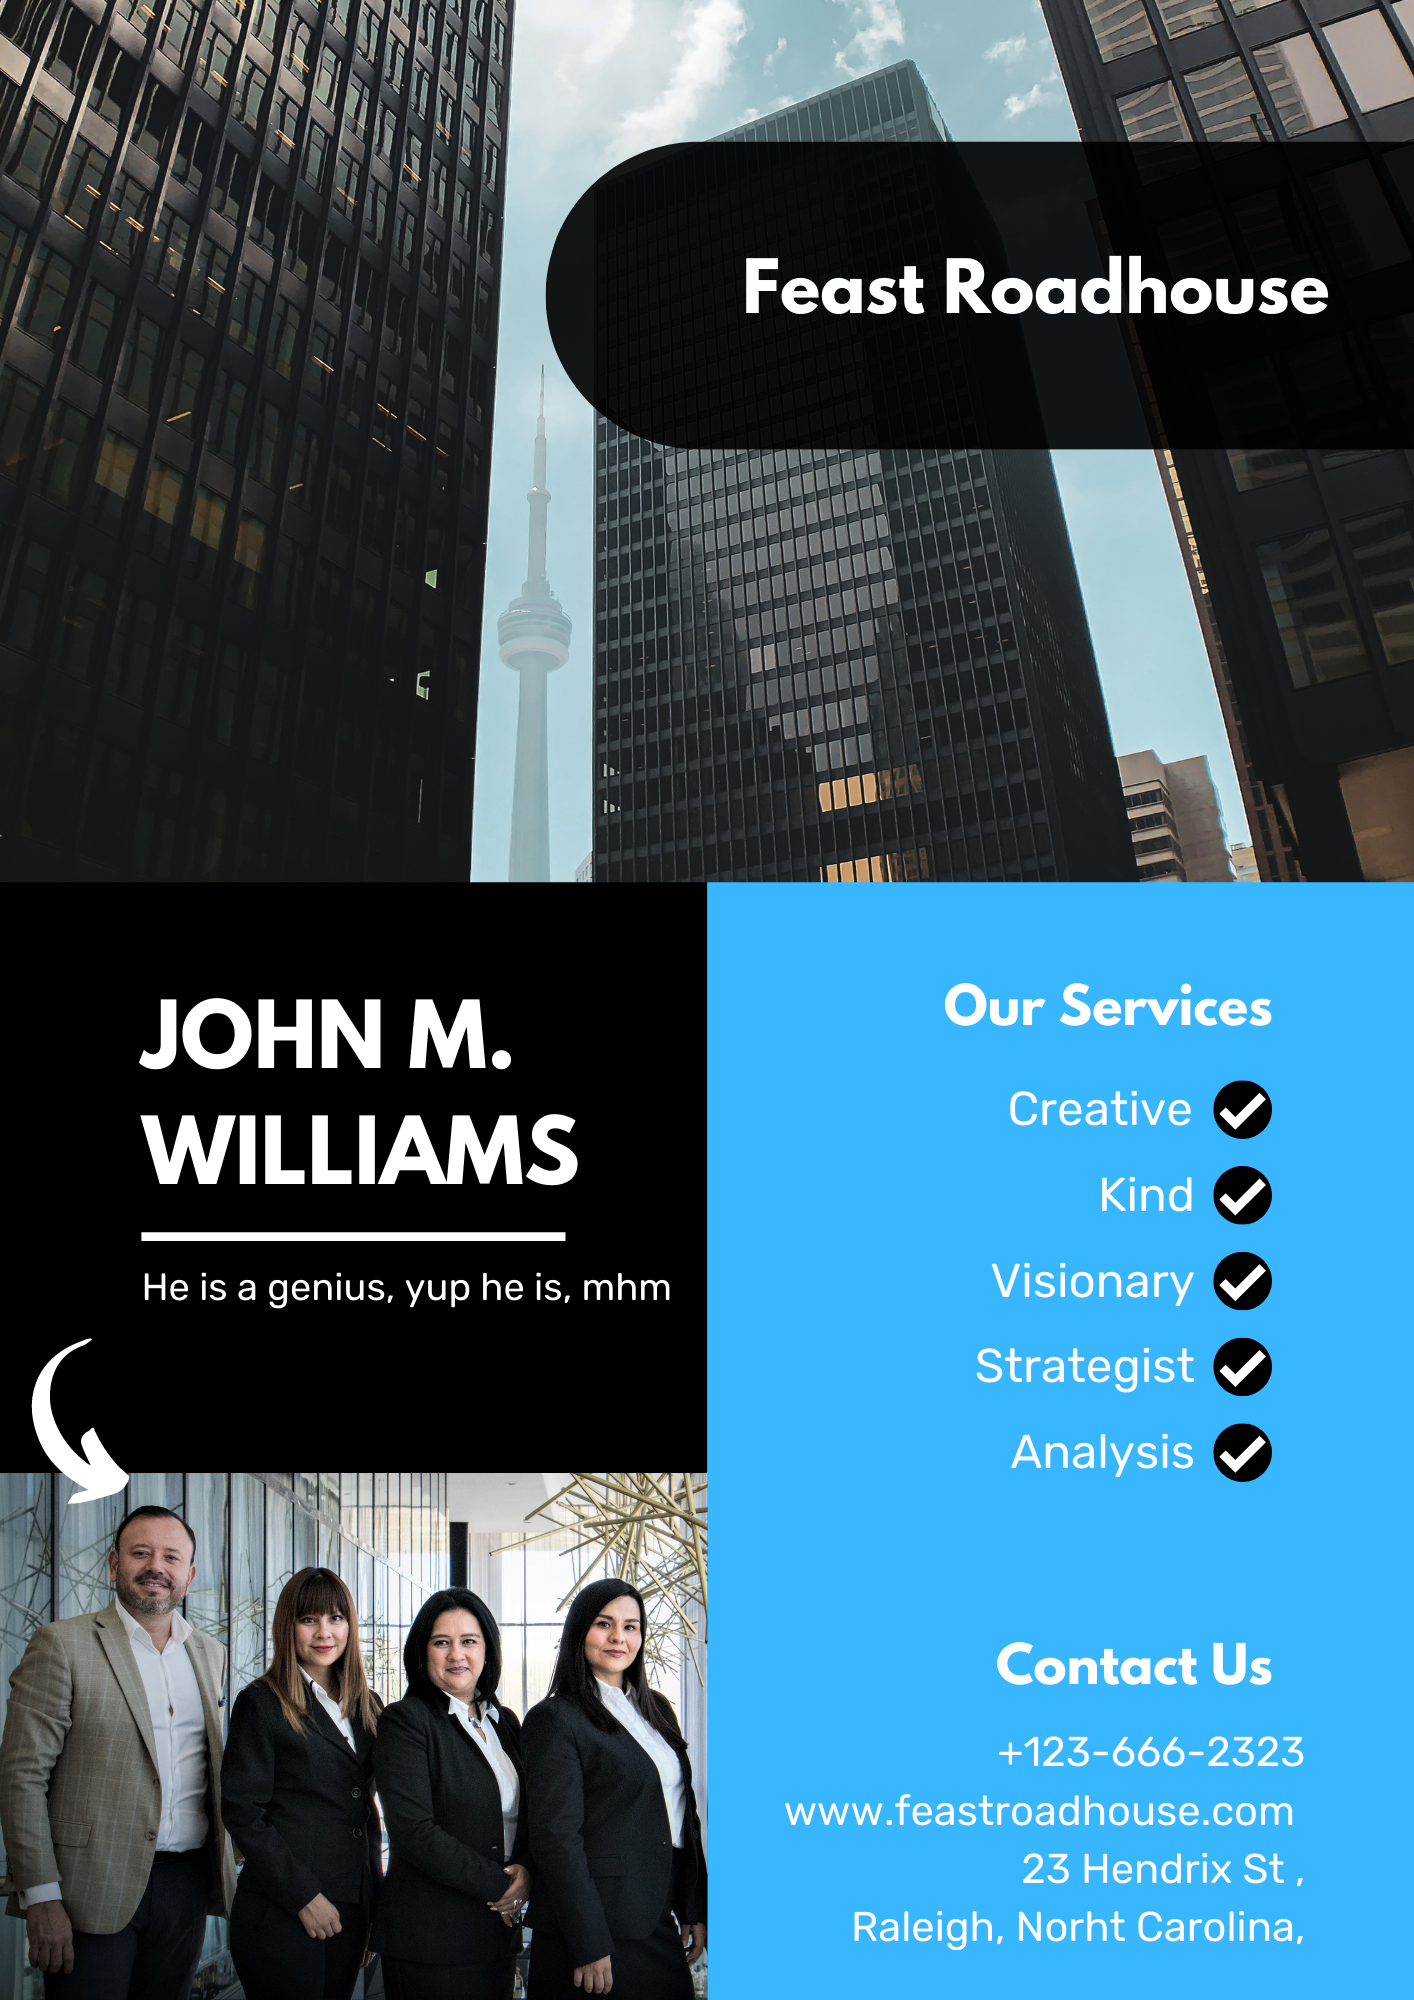 Feast Roadhouse
JOHN M.
WILLIAMS
He is a genius, yup he is, mhm
Our Services
Creative
Kind
Visionary
Strategist
Analysis
Contact Us
+123-666-2323
www.feastroadhouse.com
23 Hendrix St ,
Raleigh, Norht Carolina,